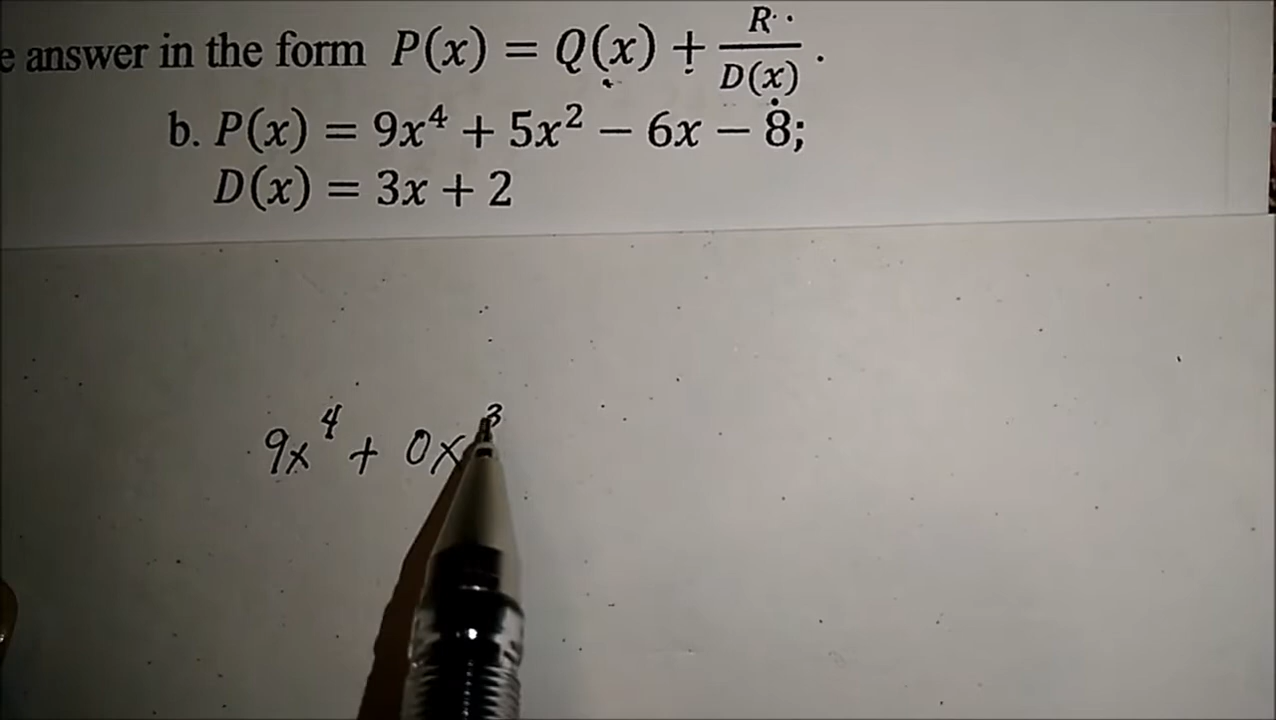 e answer in the form P(x) = Q(x) + R/D(x) .
b. P(x) = 9x⁴ + 5x² − 6x − 8;
D(x) = 3x + 2
9x⁴ + 0x³